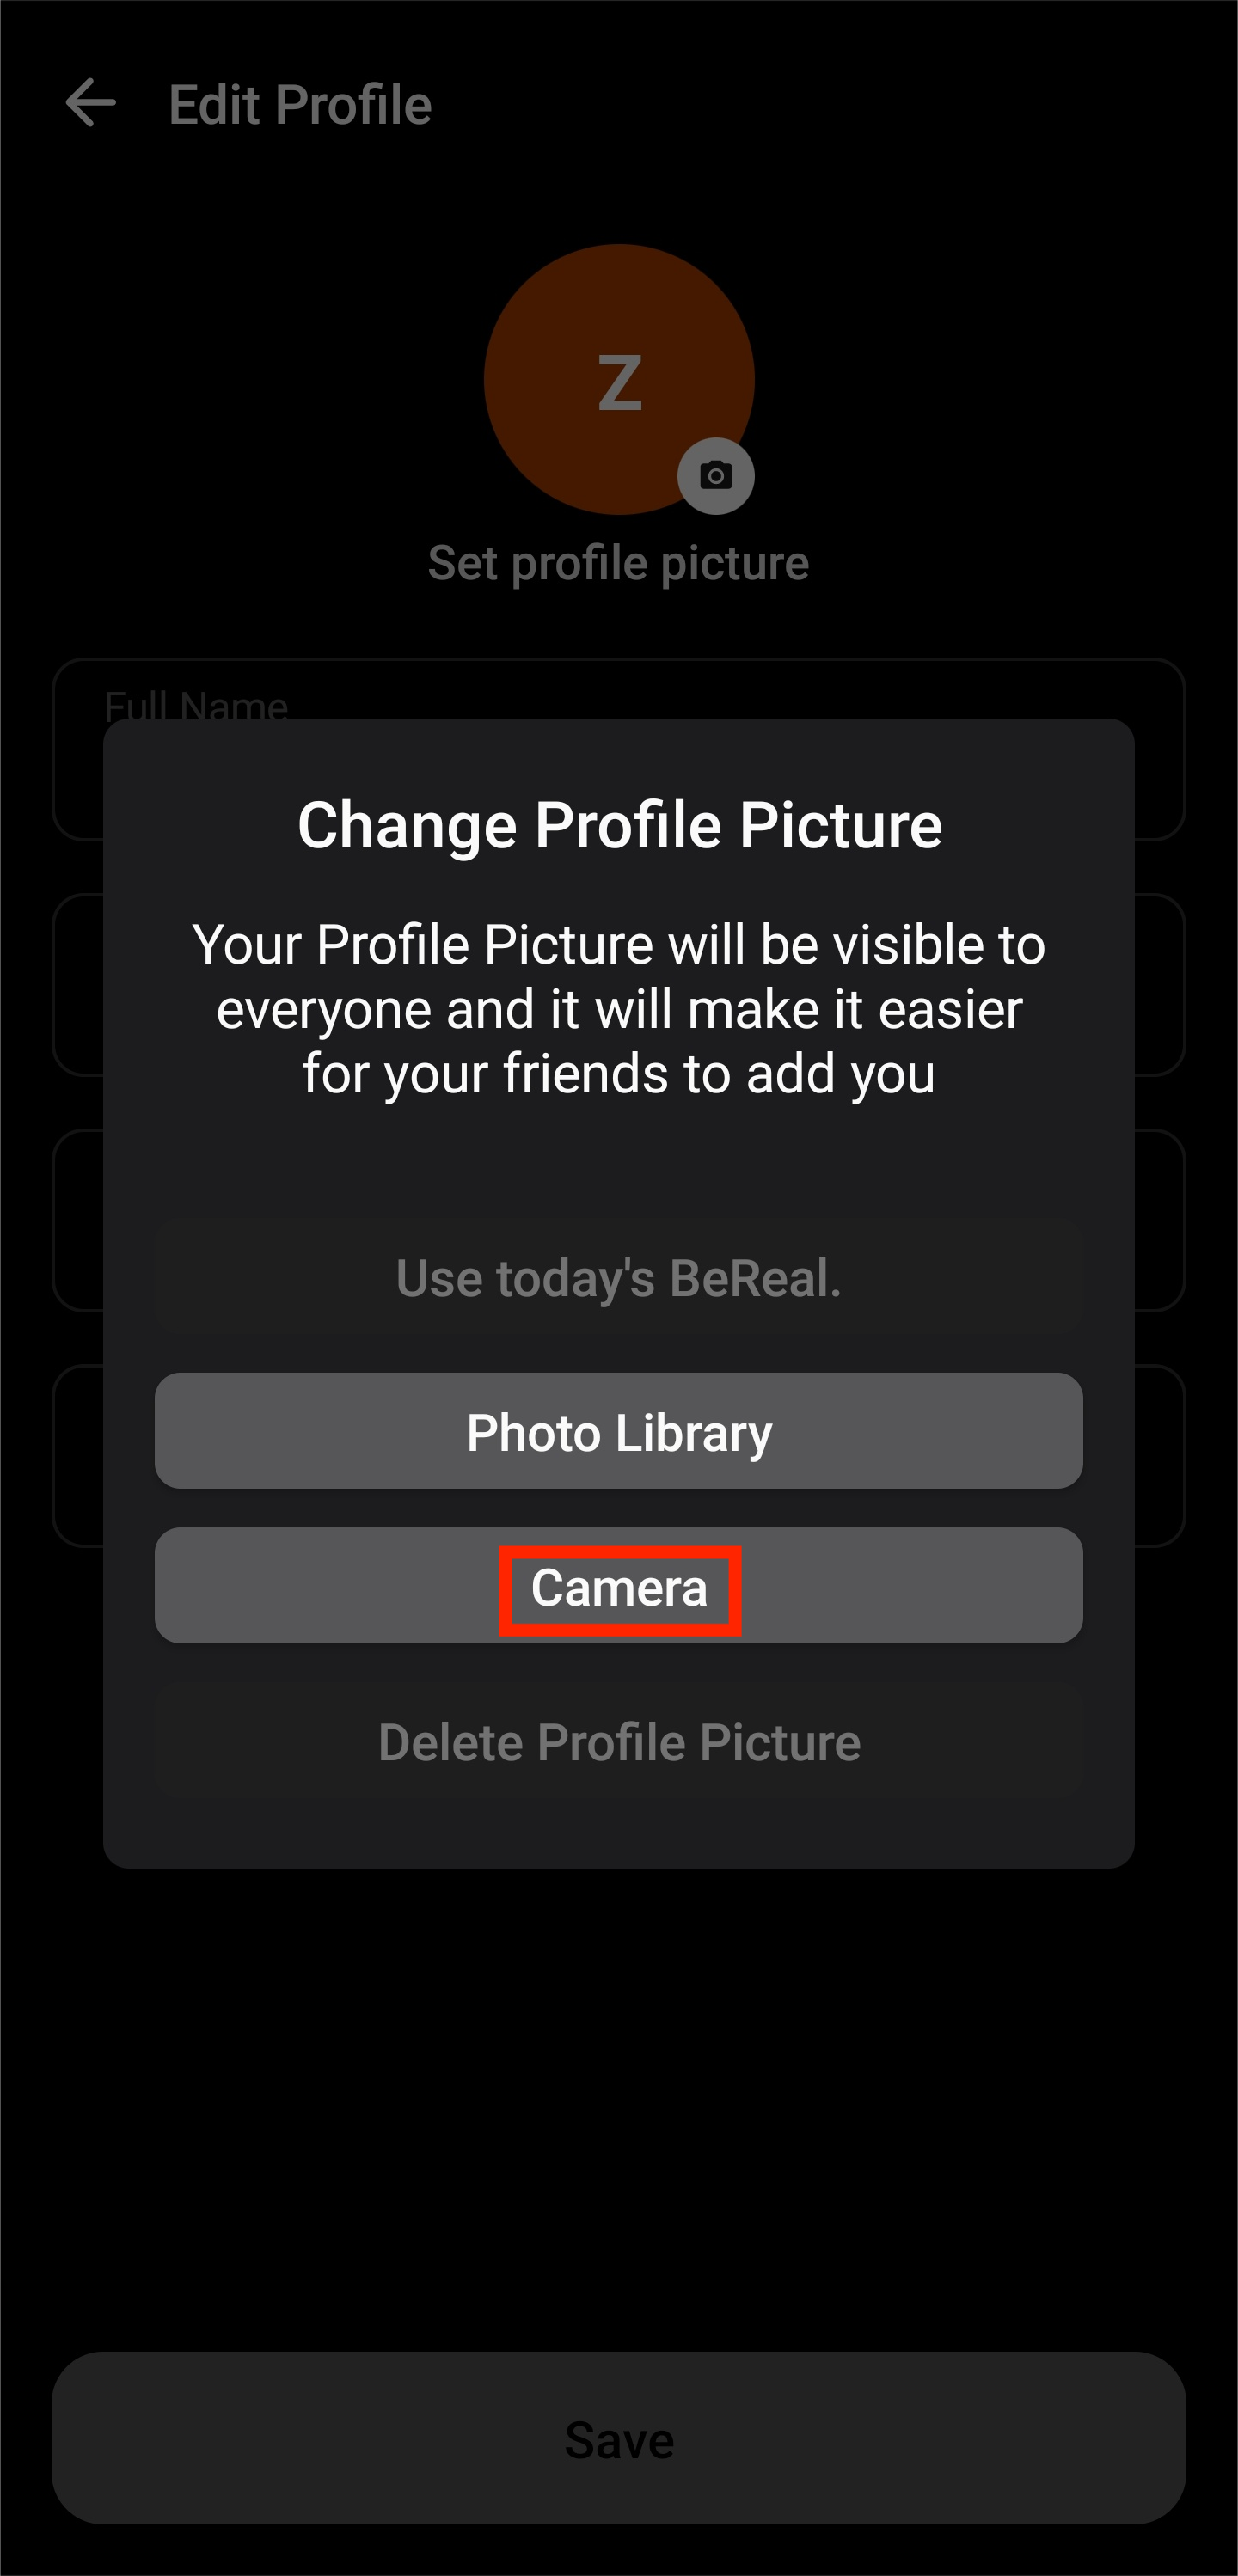 Edit Profile
Z
Set profile picture
Full Name
Change Profile Picture
Your Profile Picture will be visible to
everyone and it will make it easier
for your friends to add you
Use today's BeReal.
Photo Library
Camera
Delete Profile Picture
Save